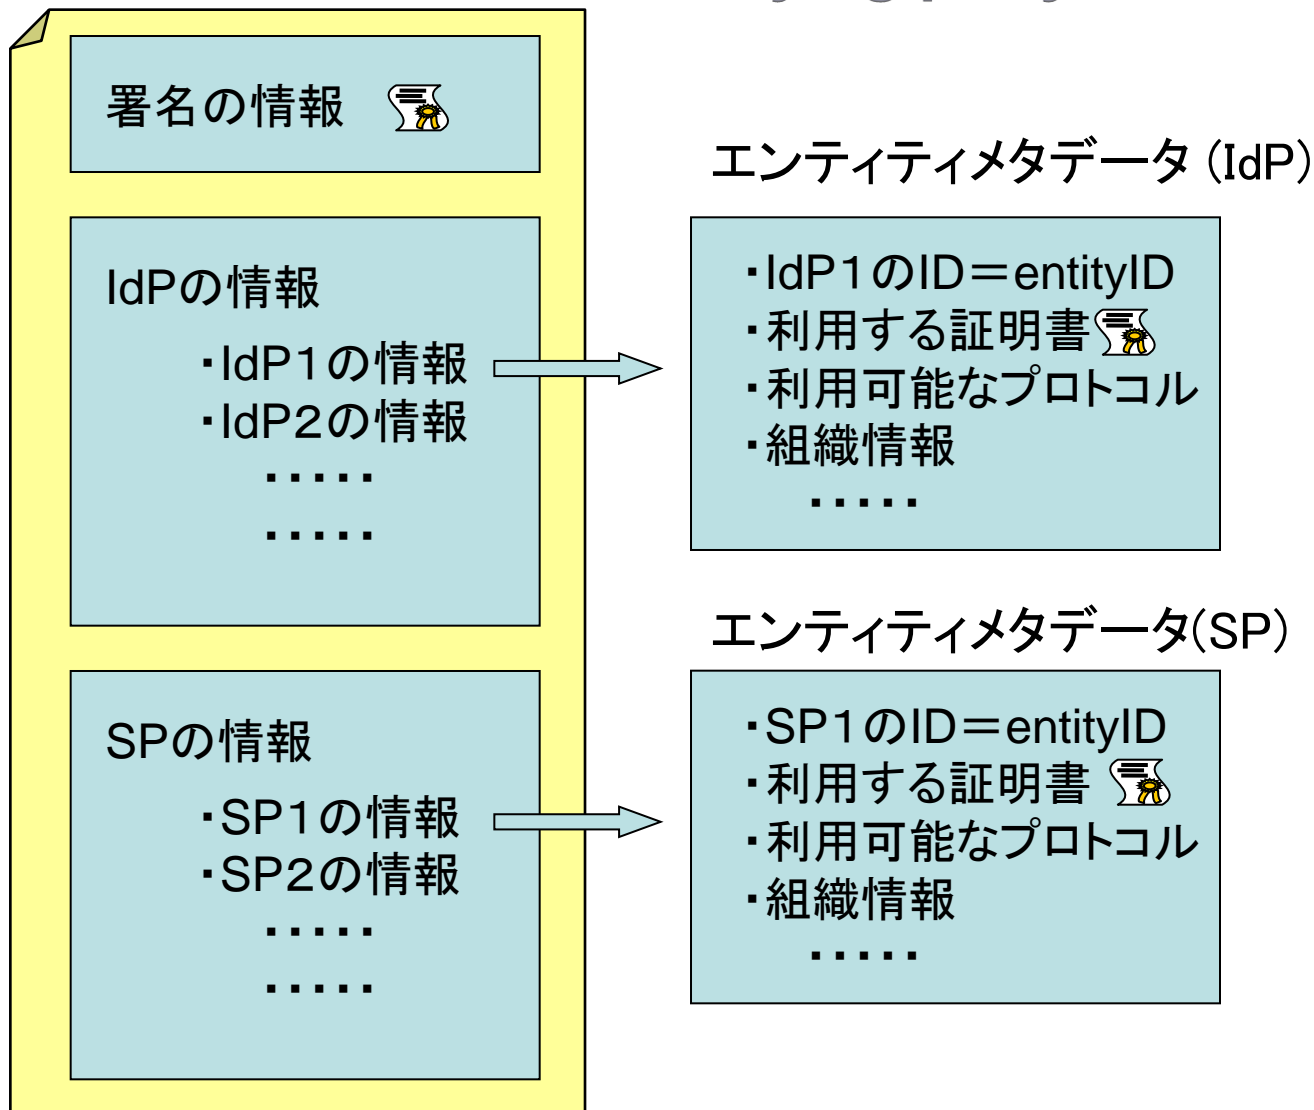 署名の情報
IdPの情報
・IdP1の情報
・IdP2の情報
・・・・・
・・・・・
SPの情報
・SP1の情報
・SP2の情報
・・・・・
・・・・・
エンティティメタデータ(IdP)
・IdP1のID＝entityID
・利用する証明書
・利用可能なプロトコル
・組織情報
・・・・・
エンティティメタデータ(SP)
・SP1のID＝entityID
・利用する証明書
・利用可能なプロトコル
・組織情報
・・・・・